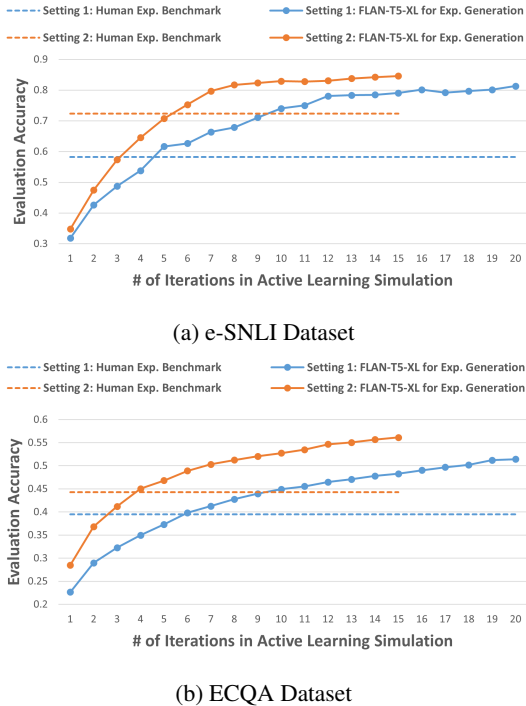 Setting 1: Human Exp. Benchmark Setting 1: FLAN-T5-XL for Exp. Generation
Setting 2: Human Exp. Benchmark Setting 2: FLAN-T5-XL for Exp. Generation
Evaluation Accuracy
0.9
0.8
0.7
0.6
0.5
0.4
0.3
1 2 3 4 5 6 7 8 9 10 11 12 13 14 15 16 17 18 19 20
# of Iterations in Active Learning Simulation
(a) e-SNLI Dataset
Setting 1: Human Exp. Benchmark Setting 1: FLAN-T5-XL for Exp. Generation
Setting 2: Human Exp. Benchmark Setting 2: FLAN-T5-XL for Exp. Generation
Evaluation Accuracy
0.6
0.55
0.5
0.45
0.4
0.35
0.3
0.25
0.2
1 2 3 4 5 6 7 8 9 10 11 12 13 14 15 16 17 18 19 20
# of Iterations in Active Learning Simulation
(b) ECQA Dataset